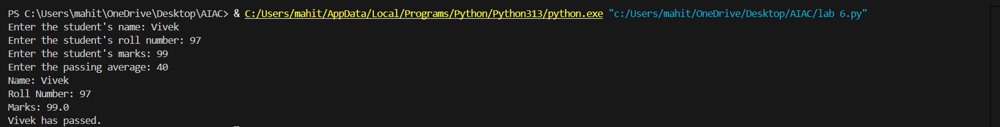 PS C:\Users\mahit\OneDrive\Desktop\AIAC> & C:/Users/mahit/AppData/Local/Programs/Python/Python313/python.exe "c:/Users/mahit/OneDrive/Desktop/AIAC/lab 6.py"
Enter the student's name: Vivek
Enter the student's roll number: 97
Enter the student's marks: 99
Enter the passing average: 40
Name: Vivek
Roll Number: 97
Marks: 99.0
Vivek has passed.